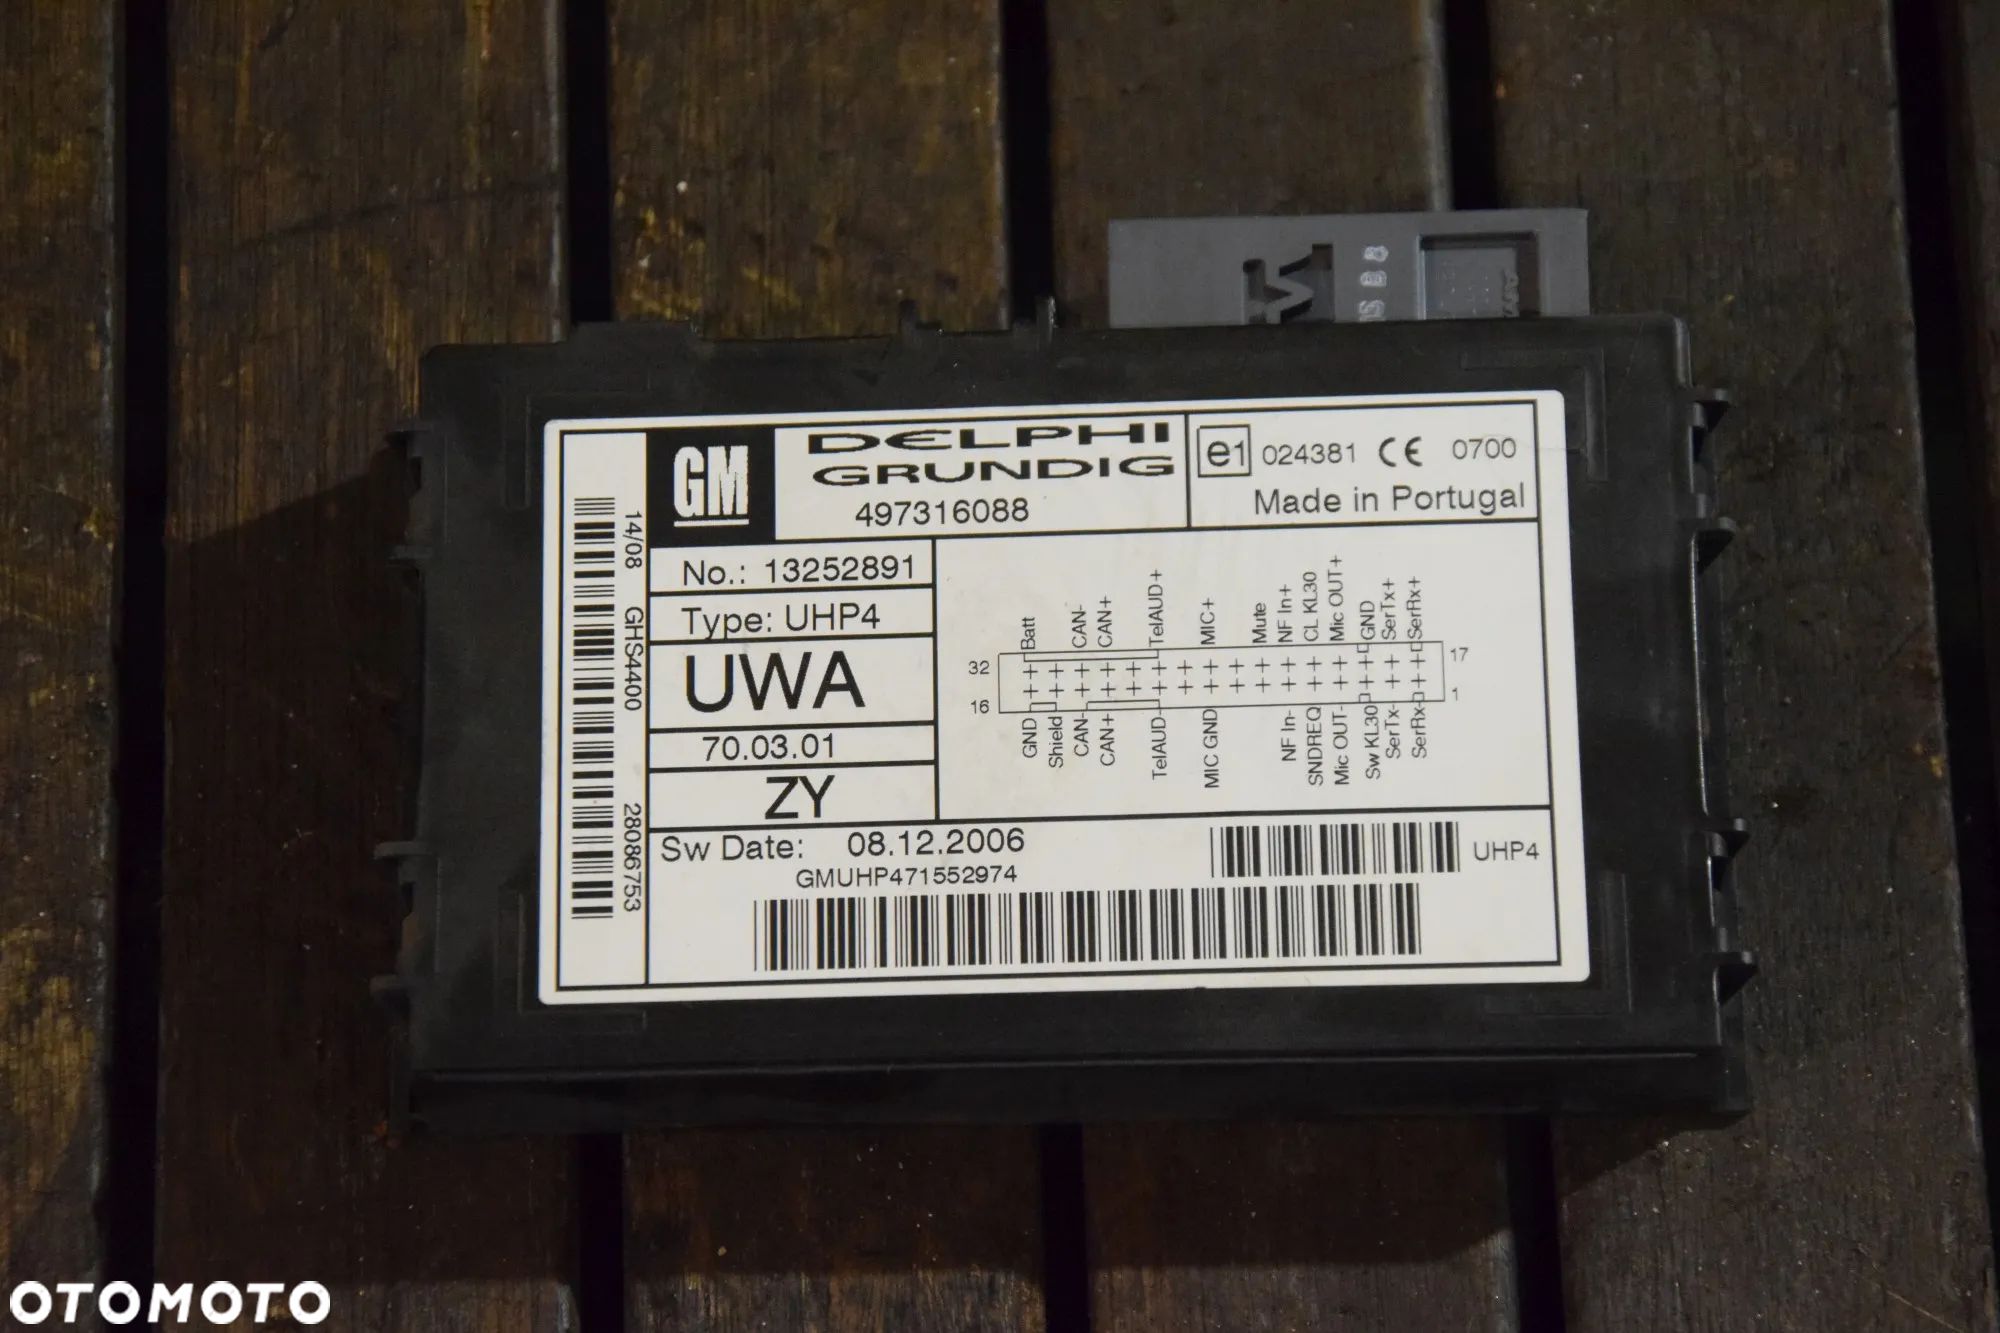 GM
DELPHI
GRUNDIG
497316088
e1 024381 CE 0700
Made in Portugal
14/08 GHS4400 28086753
No.: 13252891
Type: UHP4
UWA
70.03.01
ZY
Batt CAN- CAN+ TelAUD+ MIC+ Mute NF In+ CL KL30 Mic OUT+ GND SerTx+ SerRx+
32 17
16 1
GND Shield CAN- CAN+ TelAUD- MIC GND NF In- SNDREQ Mic OUT- Sw KL30 SerTx- SerRx-
Sw Date: 08.12.2006
GMUHP471552974
UHP4
OTOMOTO